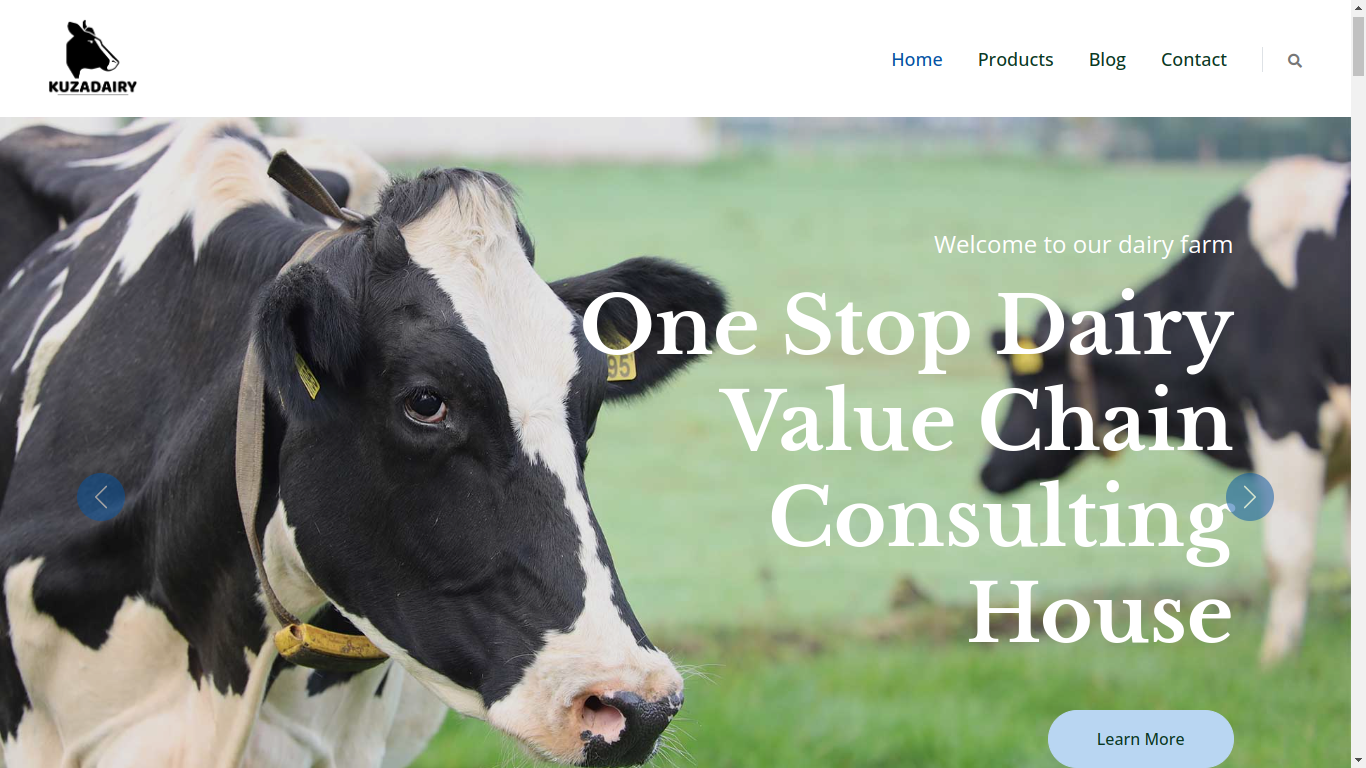 KUZADAIRY
Home
Products
Blog
Contact
Welcome to our dairy farm
One Stop Dairy
Value Chain
Consulting
House
95
Learn More